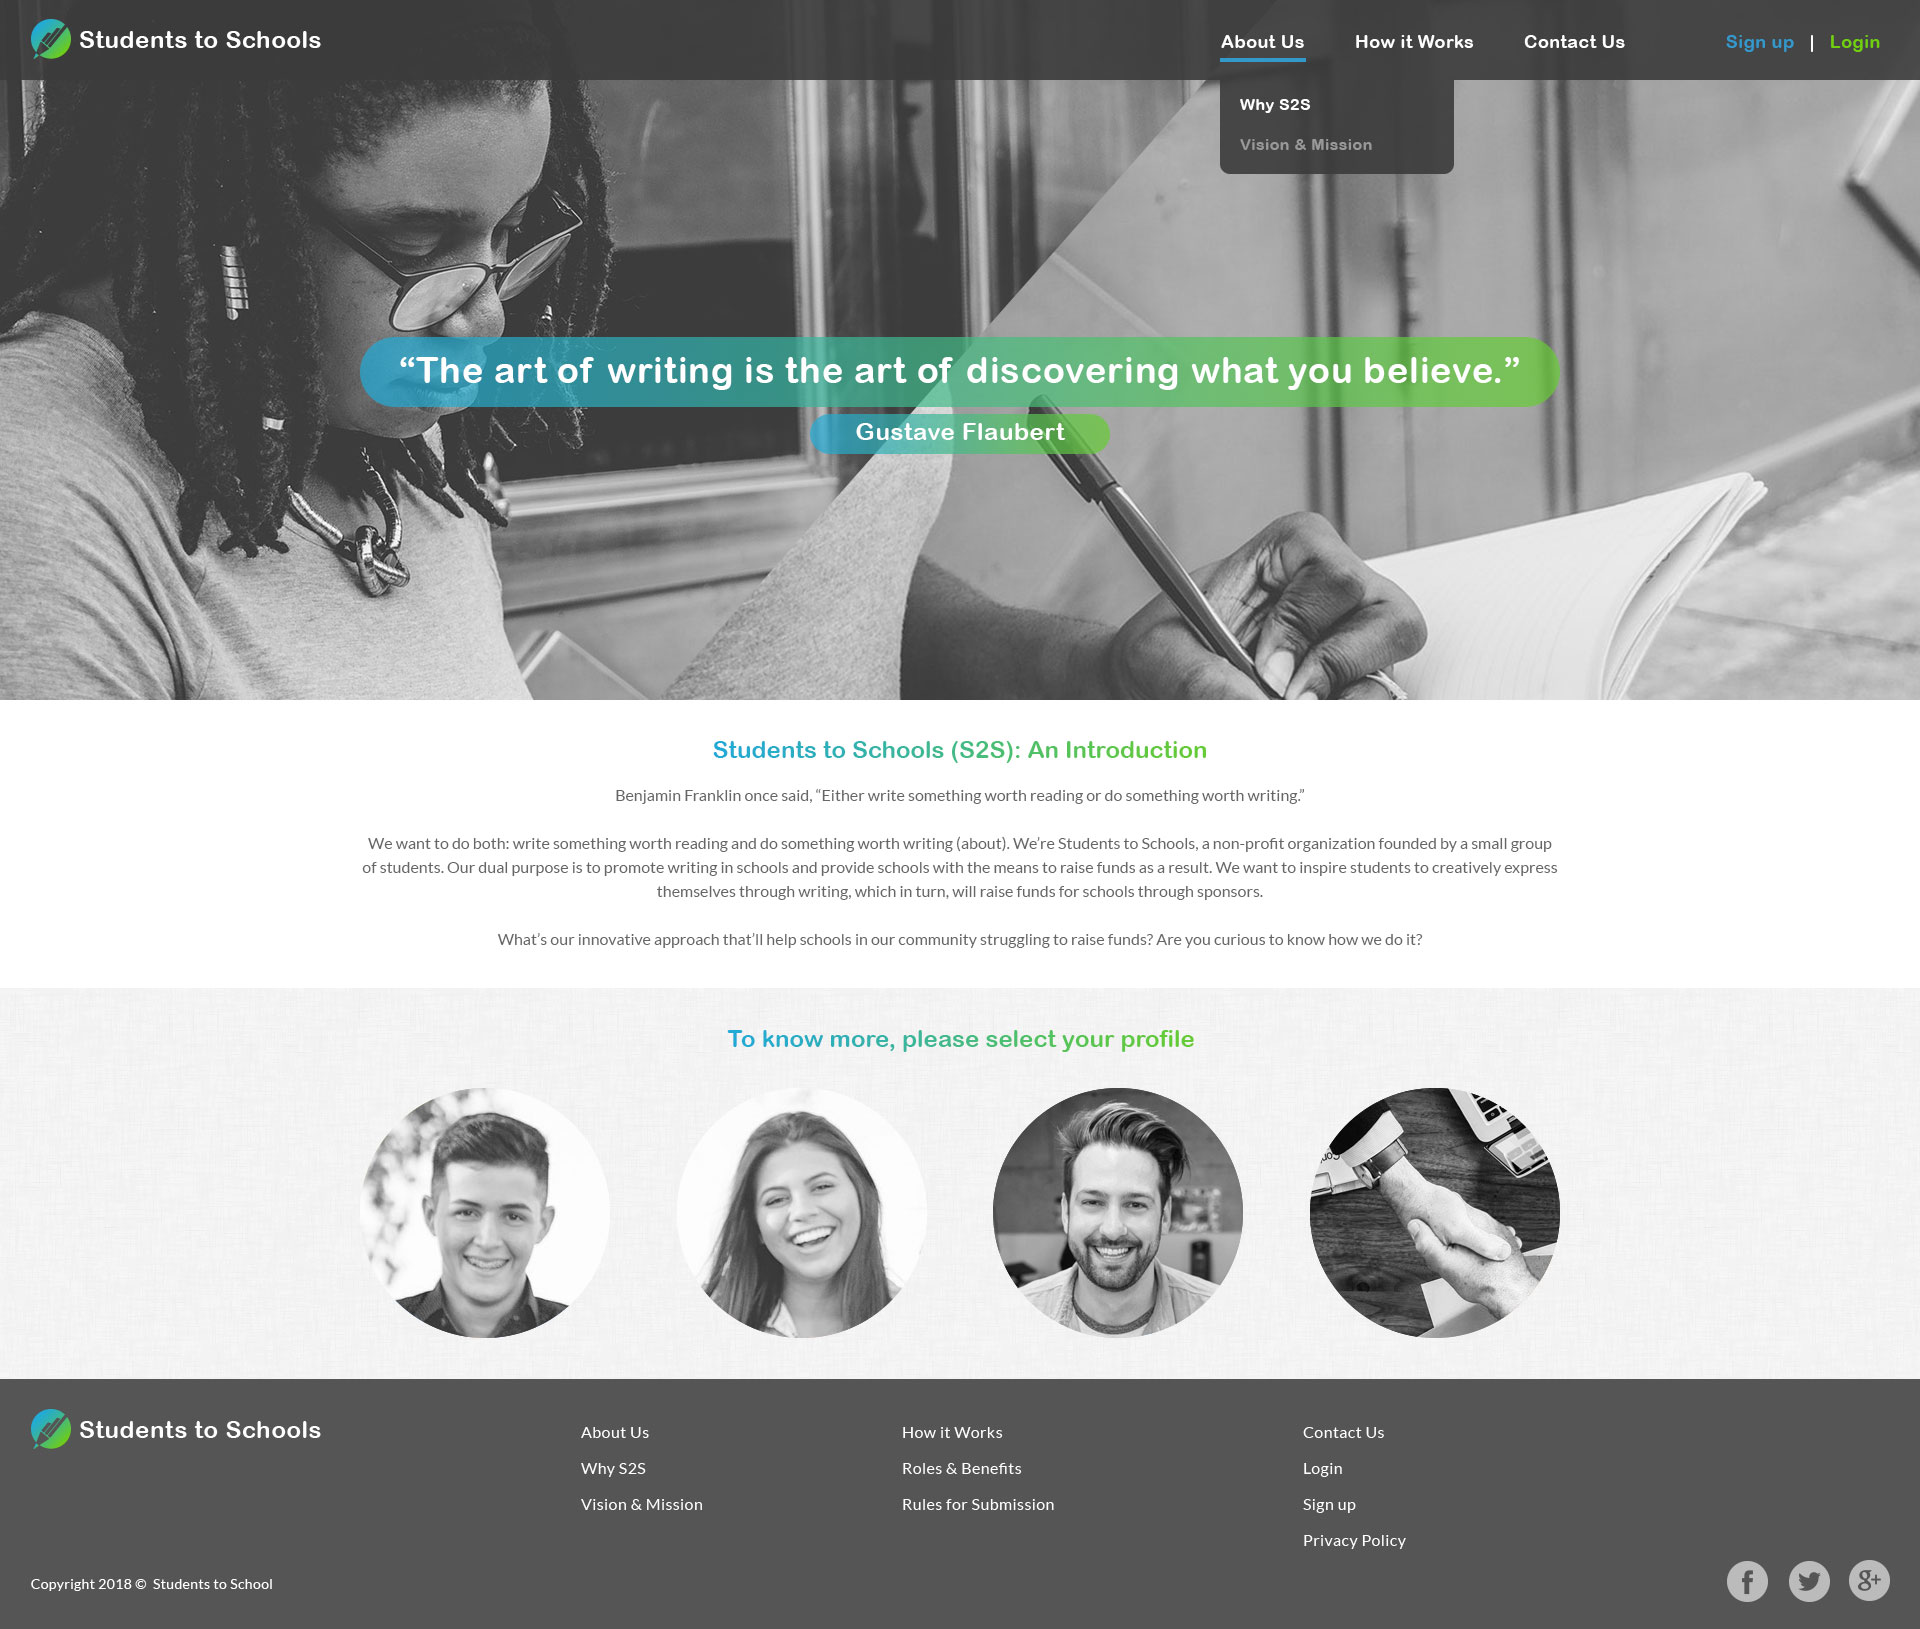 Students to Schools
About Us
How it Works
Contact Us
Sign up | Login
Why S2S
Vision & Mission
“The art of writing is the art of discovering what you believe.”
Gustave Flaubert
Students to Schools (S2S): An Introduction
Benjamin Franklin once said, “Either write something worth reading or do something worth writing.”
We want to do both: write something worth reading and do something worth writing (about). We’re Students to Schools, a non-profit organization founded by a small group
of students. Our dual purpose is to promote writing in schools and provide schools with the means to raise funds as a result. We want to inspire students to creatively express
themselves through writing, which in turn, will raise funds for schools through sponsors.
What’s our innovative approach that’ll help schools in our community struggling to raise funds? Are you curious to know how we do it?
To know more, please select your profile
Students to Schools
About Us
Why S2S
Vision & Mission
How it Works
Roles & Benefits
Rules for Submission
Contact Us
Login
Sign up
Privacy Policy
Copyright 2018 © Students to School
f
g+